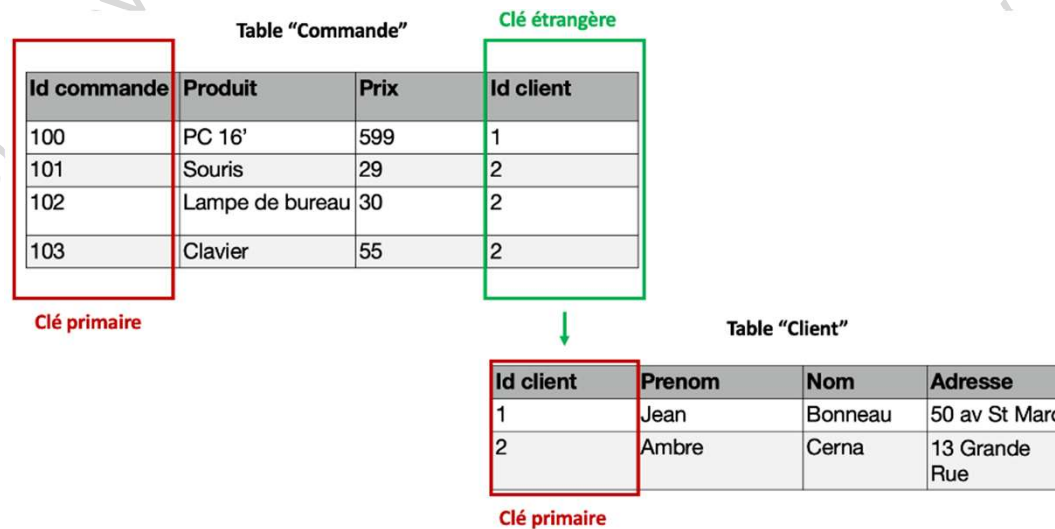 Table “Commande”
Clé étrangère
Id commande Produit Prix Id client
100 PC 16’ 599 1
101 Souris 29 2
102 Lampe de bureau 30 2
103 Clavier 55 2
Clé primaire
Table “Client”
Id client Prenom Nom Adresse
1 Jean Bonneau 50 av St Marc
2 Ambre Cerna 13 Grande
Rue
Clé primaire